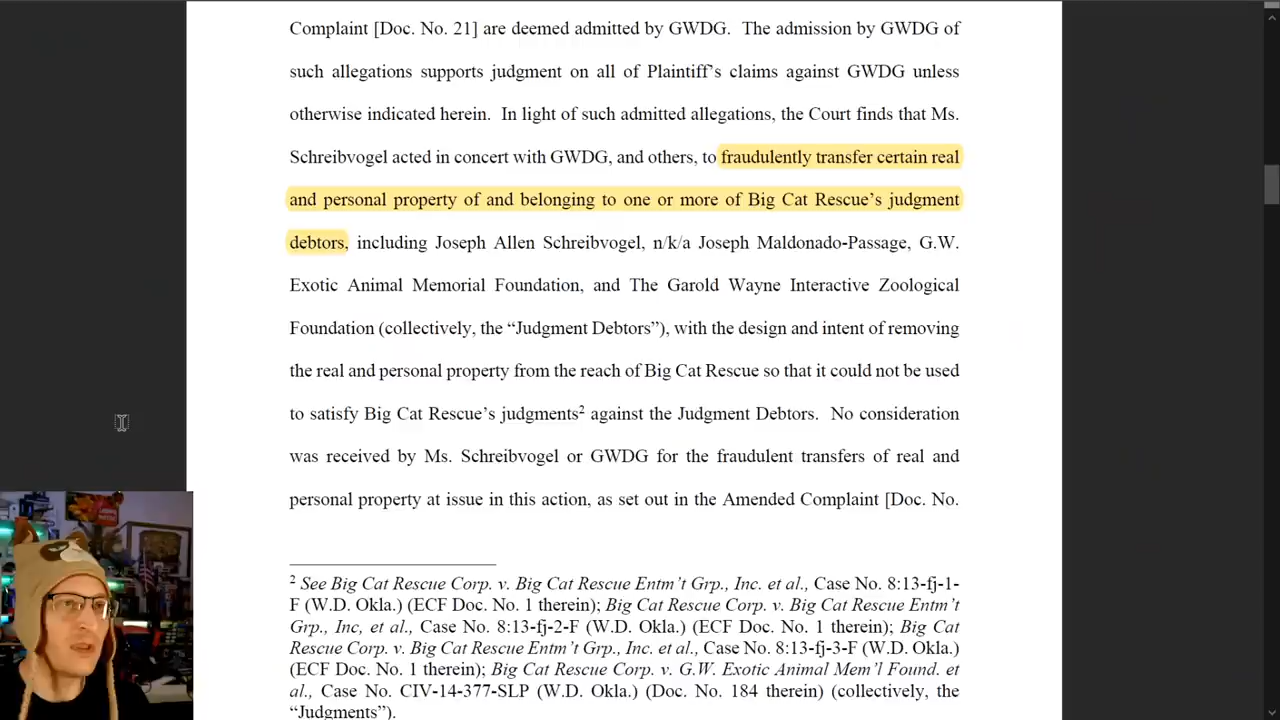 Complaint [Doc. No. 21] are deemed admitted by GWDG. The admission by GWDG of
such allegations supports judgment on all of Plaintiff’s claims against GWDG unless
otherwise indicated herein. In light of such admitted allegations, the Court finds that Ms.
Schreibvogel acted in concert with GWDG, and others, to fraudulently transfer certain real
and personal property of and belonging to one or more of Big Cat Rescue’s judgment
debtors, including Joseph Allen Schreibvogel, n/k/a Joseph Maldonado-Passage, G.W.
Exotic Animal Memorial Foundation, and The Garold Wayne Interactive Zoological
Foundation (collectively, the “Judgment Debtors”), with the design and intent of removing
the real and personal property from the reach of Big Cat Rescue so that it could not be used
to satisfy Big Cat Rescue’s judgments² against the Judgment Debtors. No consideration
was received by Ms. Schreibvogel or GWDG for the fraudulent transfers of real and
personal property at issue in this action, as set out in the Amended Complaint [Doc. No.
² See Big Cat Rescue Corp. v. Big Cat Rescue Entm’t Grp., Inc. et al., Case No. 8:13-fj-1-
F (W.D. Okla.) (ECF Doc. No. 1 therein); Big Cat Rescue Corp. v. Big Cat Rescue Entm’t
Grp., Inc, et al., Case No. 8:13-fj-2-F (W.D. Okla.) (ECF Doc. No. 1 therein); Big Cat
Rescue Corp. v. Big Cat Rescue Entm’t Grp., Inc. et al., Case No. 8:13-fj-3-F (W.D. Okla.)
(ECF Doc. No. 1 therein); Big Cat Rescue Corp. v. G.W. Exotic Animal Mem’l Found. et
al., Case No. CIV-14-377-SLP (W.D. Okla.) (Doc. No. 184 therein) (collectively, the
“Judgments”).